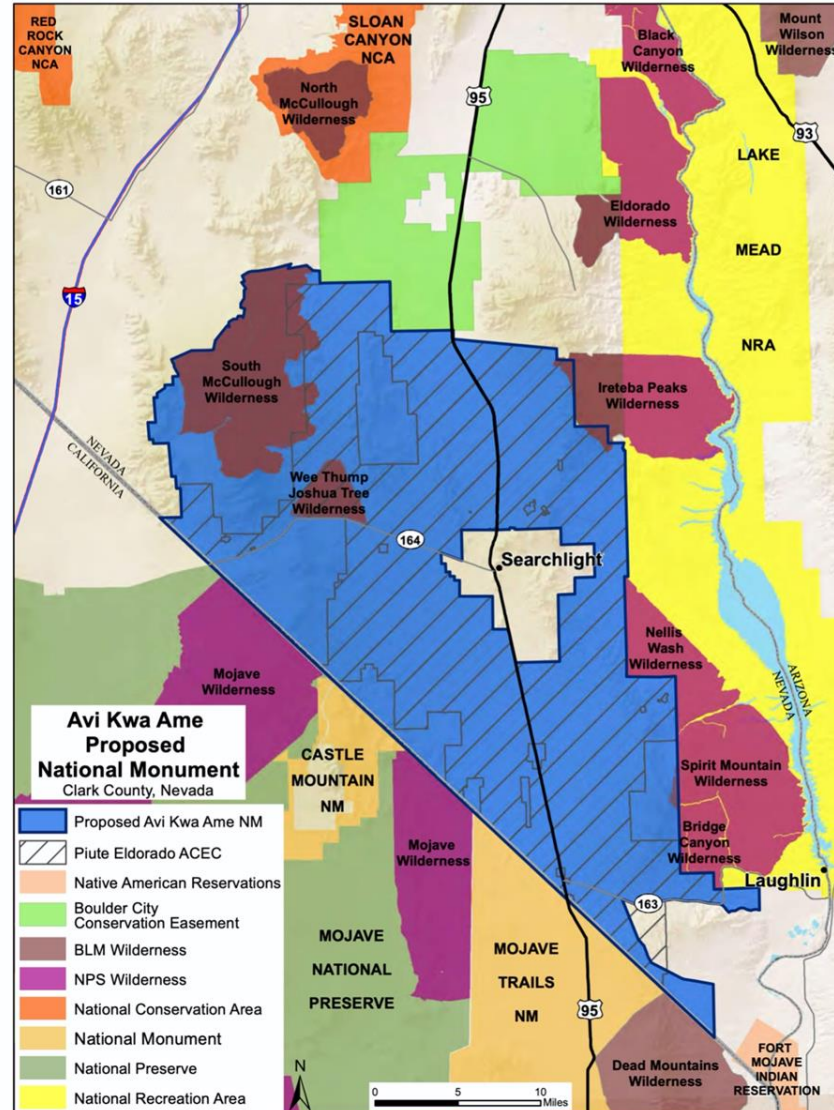 RED
ROCK
CANYON
NCA
SLOAN
CANYON
NCA
Black
Canyon
Wilderness
Mount
Wilson
Wilderness
North
McCullough
Wilderness
95
93
161
LAKE
MEAD
NRA
Eldorado
Wilderness
15
South
McCullough
Wilderness
Ireteba Peaks
Wilderness
NEVADA
CALIFORNIA
Wee Thump
Joshua Tree
Wilderness
164
Searchlight
Nellis
Wash
Wilderness
ARIZONA
NEVADA
Mojave
Wilderness
Spirit Mountain
Wilderness
Bridge
Canyon
Wilderness
Laughlin
163
CASTLE
MOUNTAIN
NM
Mojave
Wilderness
MOJAVE
NATIONAL
PRESERVE
MOJAVE
TRAILS
NM
95
Dead Mountains
Wilderness
FORT
MOJAVE
INDIAN
RESERVATION
Avi Kwa Ame
Proposed
National Monument
Clark County, Nevada
Proposed Avi Kwa Ame NM
Piute Eldorado ACEC
Native American Reservations
Boulder City
Conservation Easement
BLM Wilderness
NPS Wilderness
National Conservation Area
National Monument
National Preserve
National Recreation Area
N
0 5 10
Miles